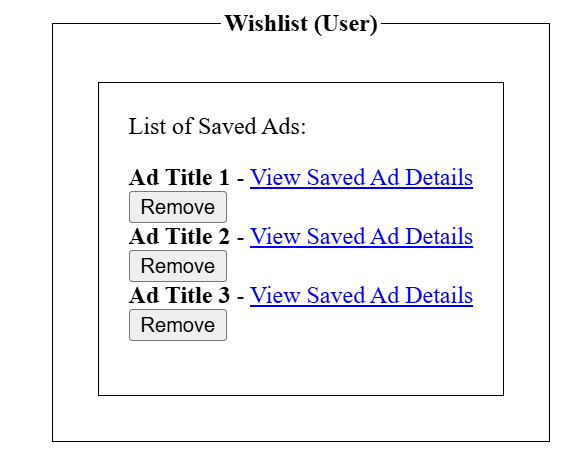 Wishlist (User)
List of Saved Ads:
Ad Title 1 - View Saved Ad Details
Remove
Ad Title 2 - View Saved Ad Details
Remove
Ad Title 3 - View Saved Ad Details
Remove